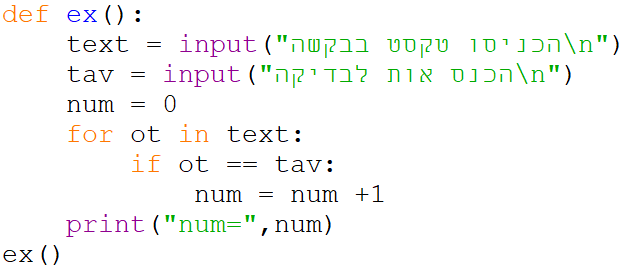 def ex():
    text = input("הכניסו טקסט בבקשה\n")
    tav = input("הכנס אות לבדיקה\n")
    num = 0
    for ot in text:
        if ot == tav:
            num = num +1
    print("num=",num)
ex()